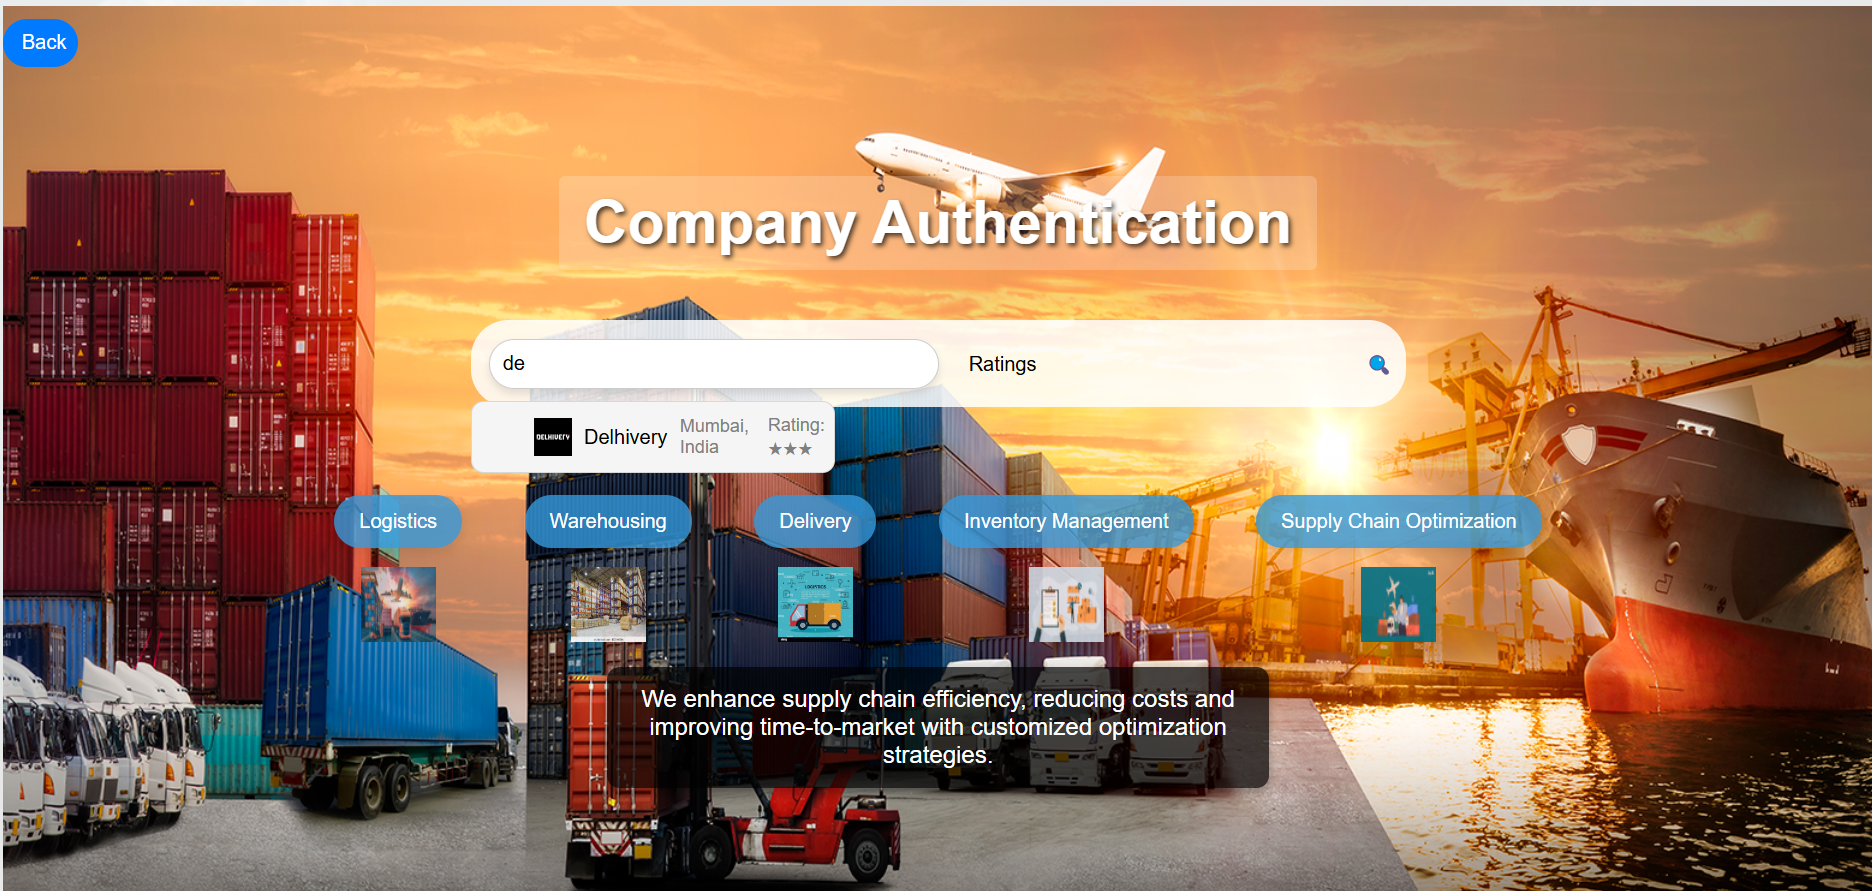 Back
Company Authentication
de
Ratings
DELHIVERY
Delhivery
Mumbai,
India
Rating:
★★★
Logistics
Warehousing
Delivery
Inventory Management
Supply Chain Optimization
LOGISTICS
We enhance supply chain efficiency, reducing costs and
improving time-to-market with customized optimization
strategies.